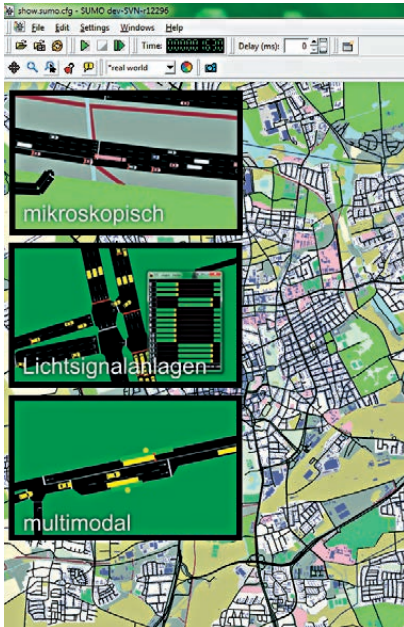 show.sumo.cfg - SUMO dev-SVN-r12296
File Edit Settings Windows Help
Time: Delay (ms): 0
"real world
mikroskopisch
Lichtsignalanlagen
multimodal